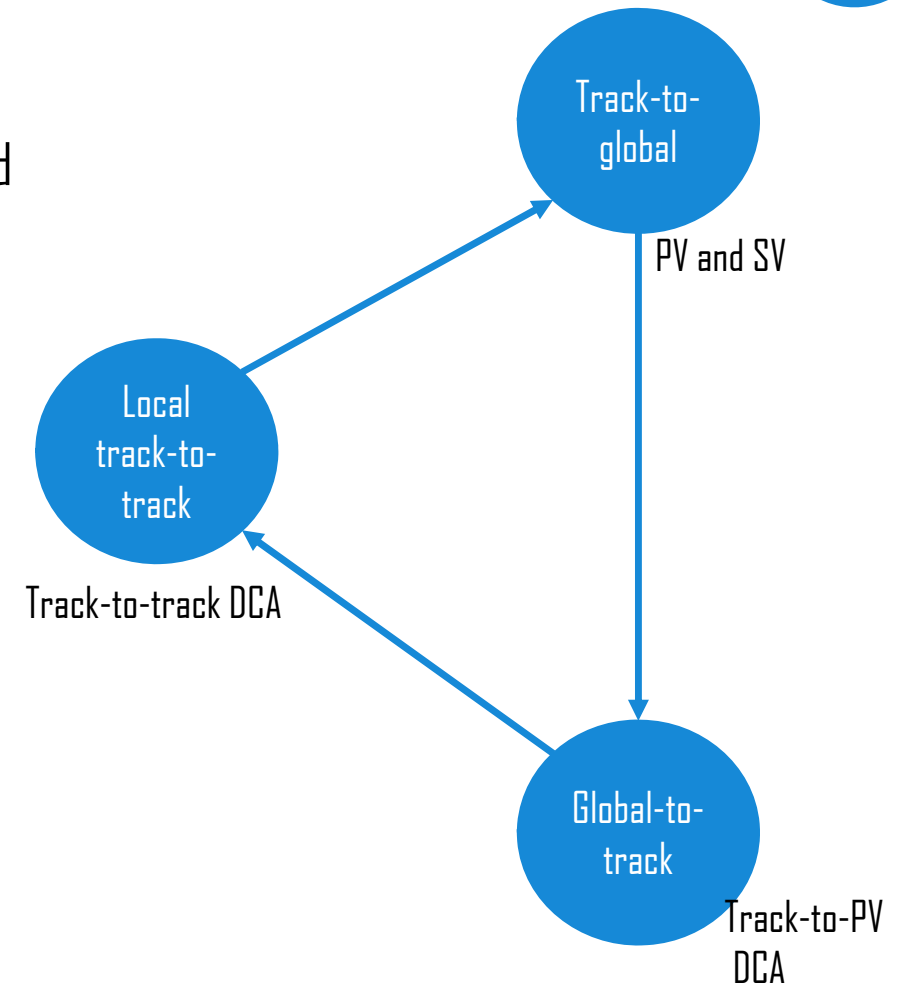 Track-to-
global
PV and SV
Local
track-to-
track
Track-to-track DCA
Global-to-
track
Track-to-PV
DCA